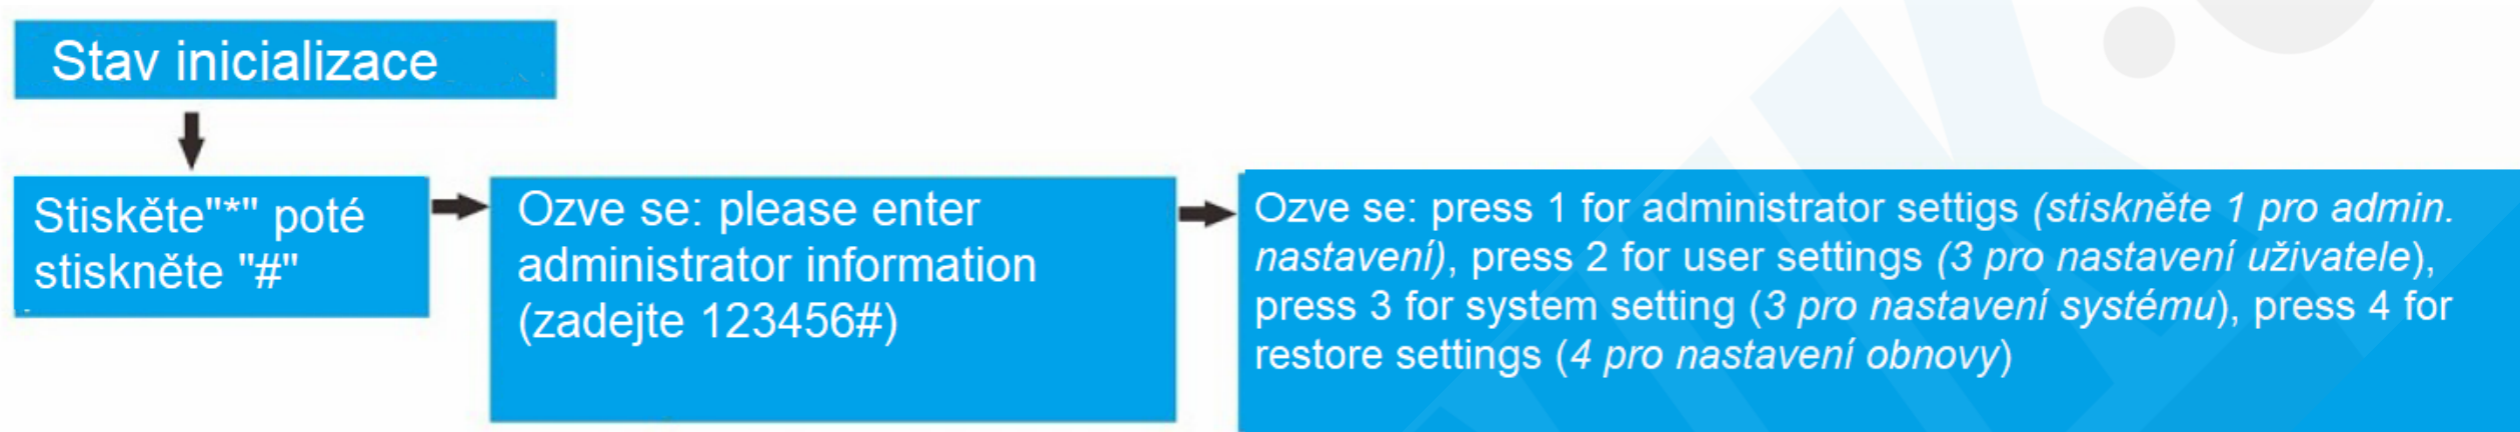 Stav inicializace
Stiskěte"*" poté
stiskněte "#"
Ozve se: please enter
administrator information
(zadejte 123456#)
Ozve se: press 1 for administrator settigs (stiskněte 1 pro admin.
nastavení), press 2 for user settings (3 pro nastavení uživatele),
press 3 for system setting (3 pro nastavení systému), press 4 for
restore settings (4 pro nastavení obnovy)